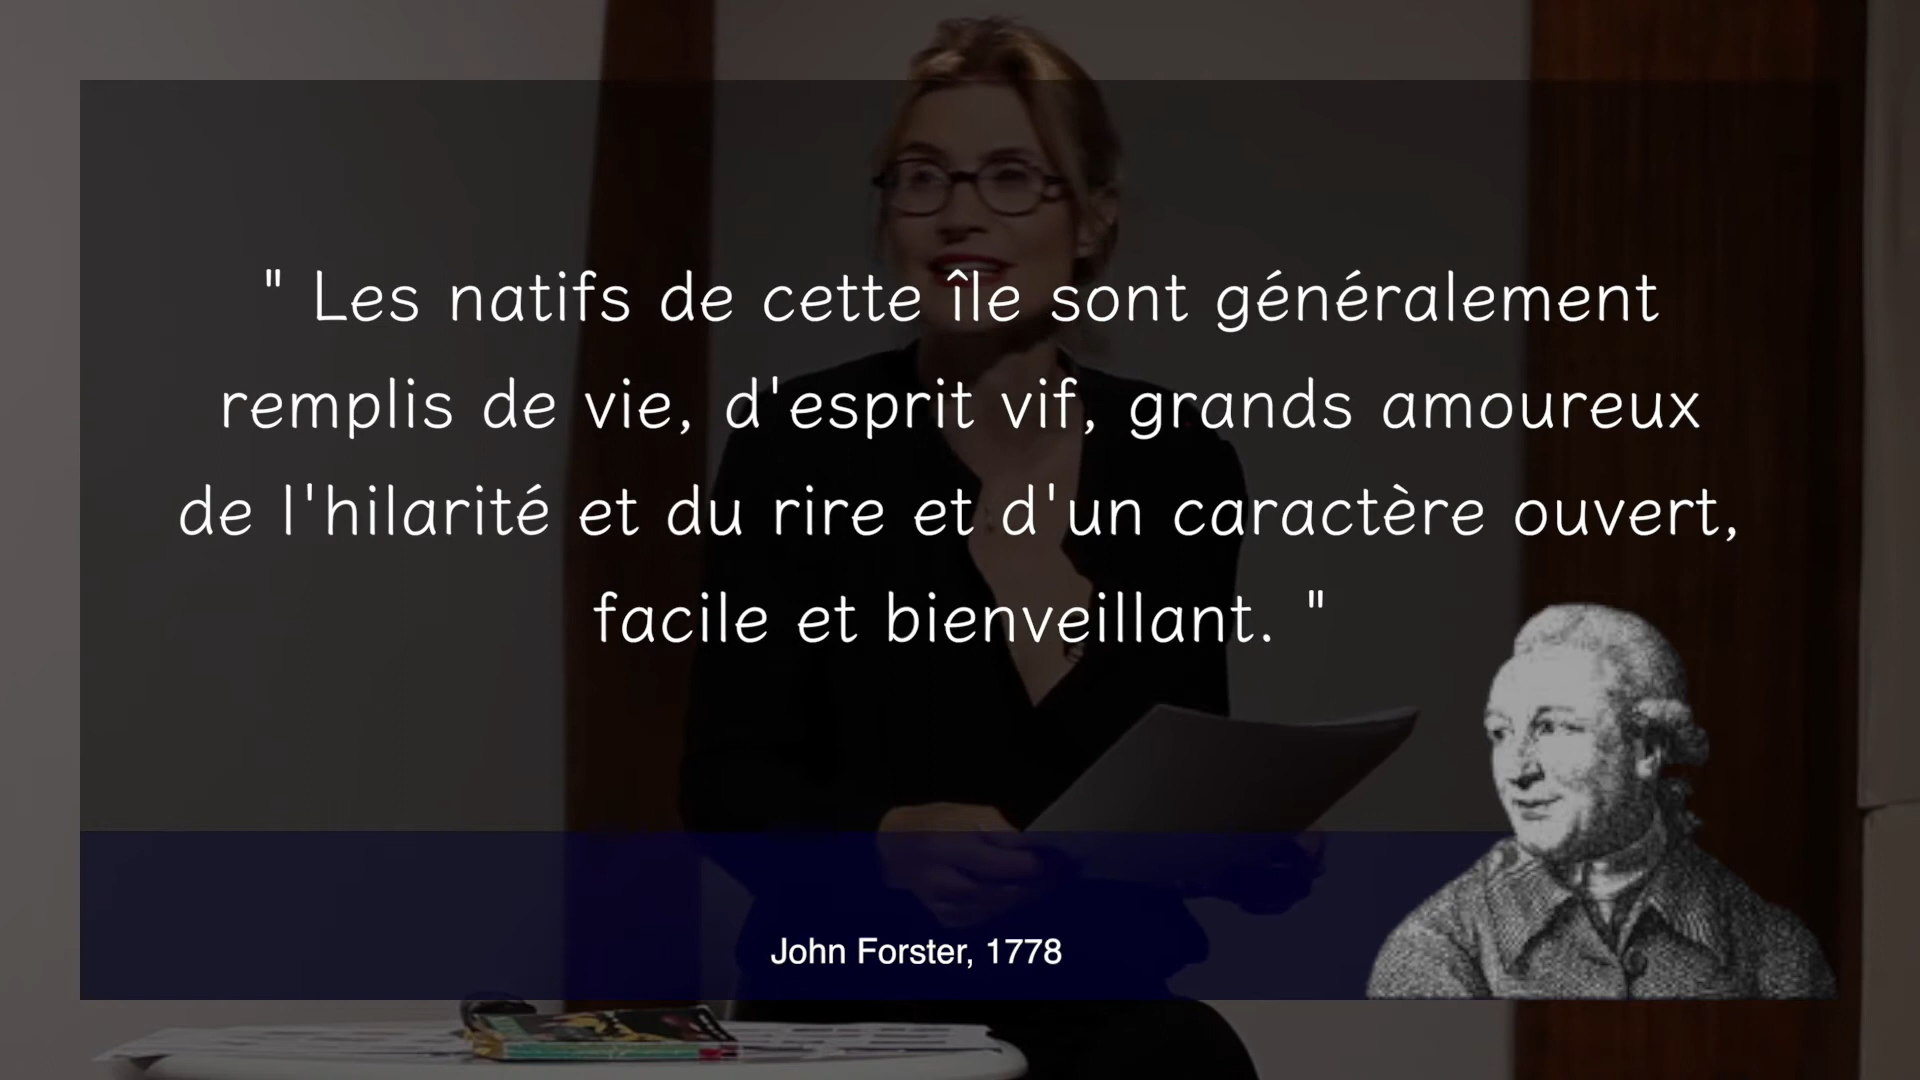 " Les natifs de cette île sont généralement
remplis de vie, d'esprit vif, grands amoureux
de l'hilarité et du rire et d'un caractère ouvert,
facile et bienveillant. "
John Forster, 1778